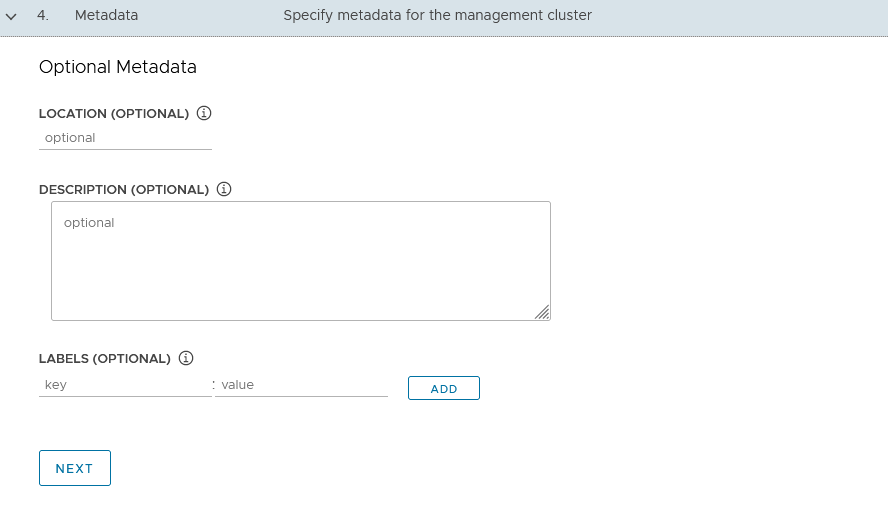 4. Metadata Specify metadata for the management cluster
Optional Metadata
LOCATION (OPTIONAL)
optional
DESCRIPTION (OPTIONAL)
optional
LABELS (OPTIONAL)
key : value ADD
NEXT